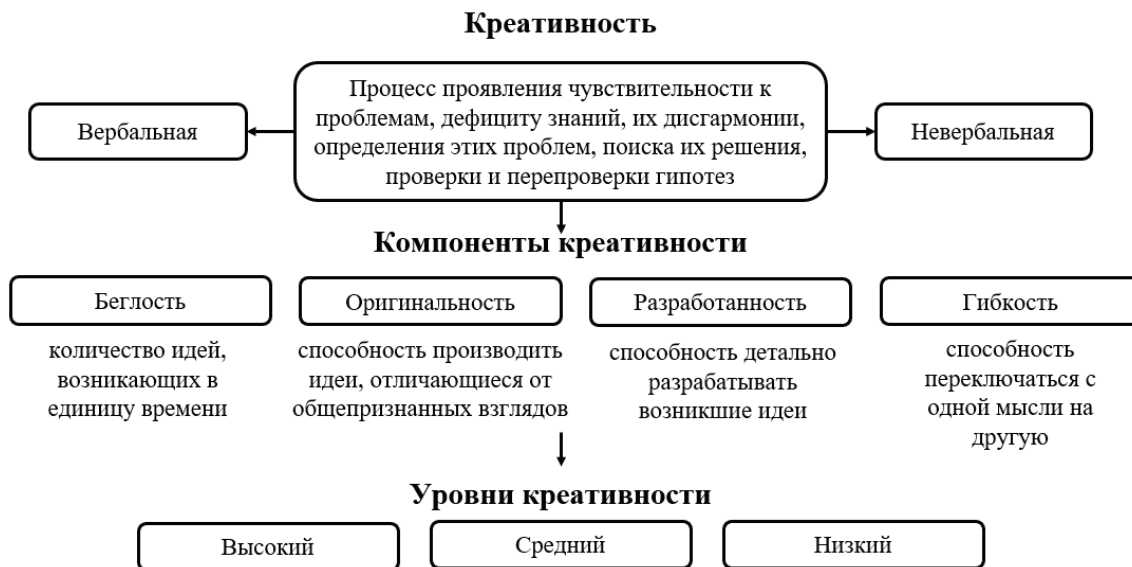 Креативность
Вербальная
Процесс проявления чувствительности к
проблемам, дефициту знаний, их дисгармонии,
определения этих проблем, поиска их решения,
проверки и перепроверки гипотез
Невербальная
Компоненты креативности
Беглость
количество идей,
возникающих в
единицу времени
Оригинальность
способность производить
идеи, отличающиеся от
общепризнанных взглядов
Разработанность
способность детально
разрабатывать
возникшие идеи
Гибкость
способность
переключаться с
одной мысли на
другую
Уровни креативности
Высокий
Средний
Низкий